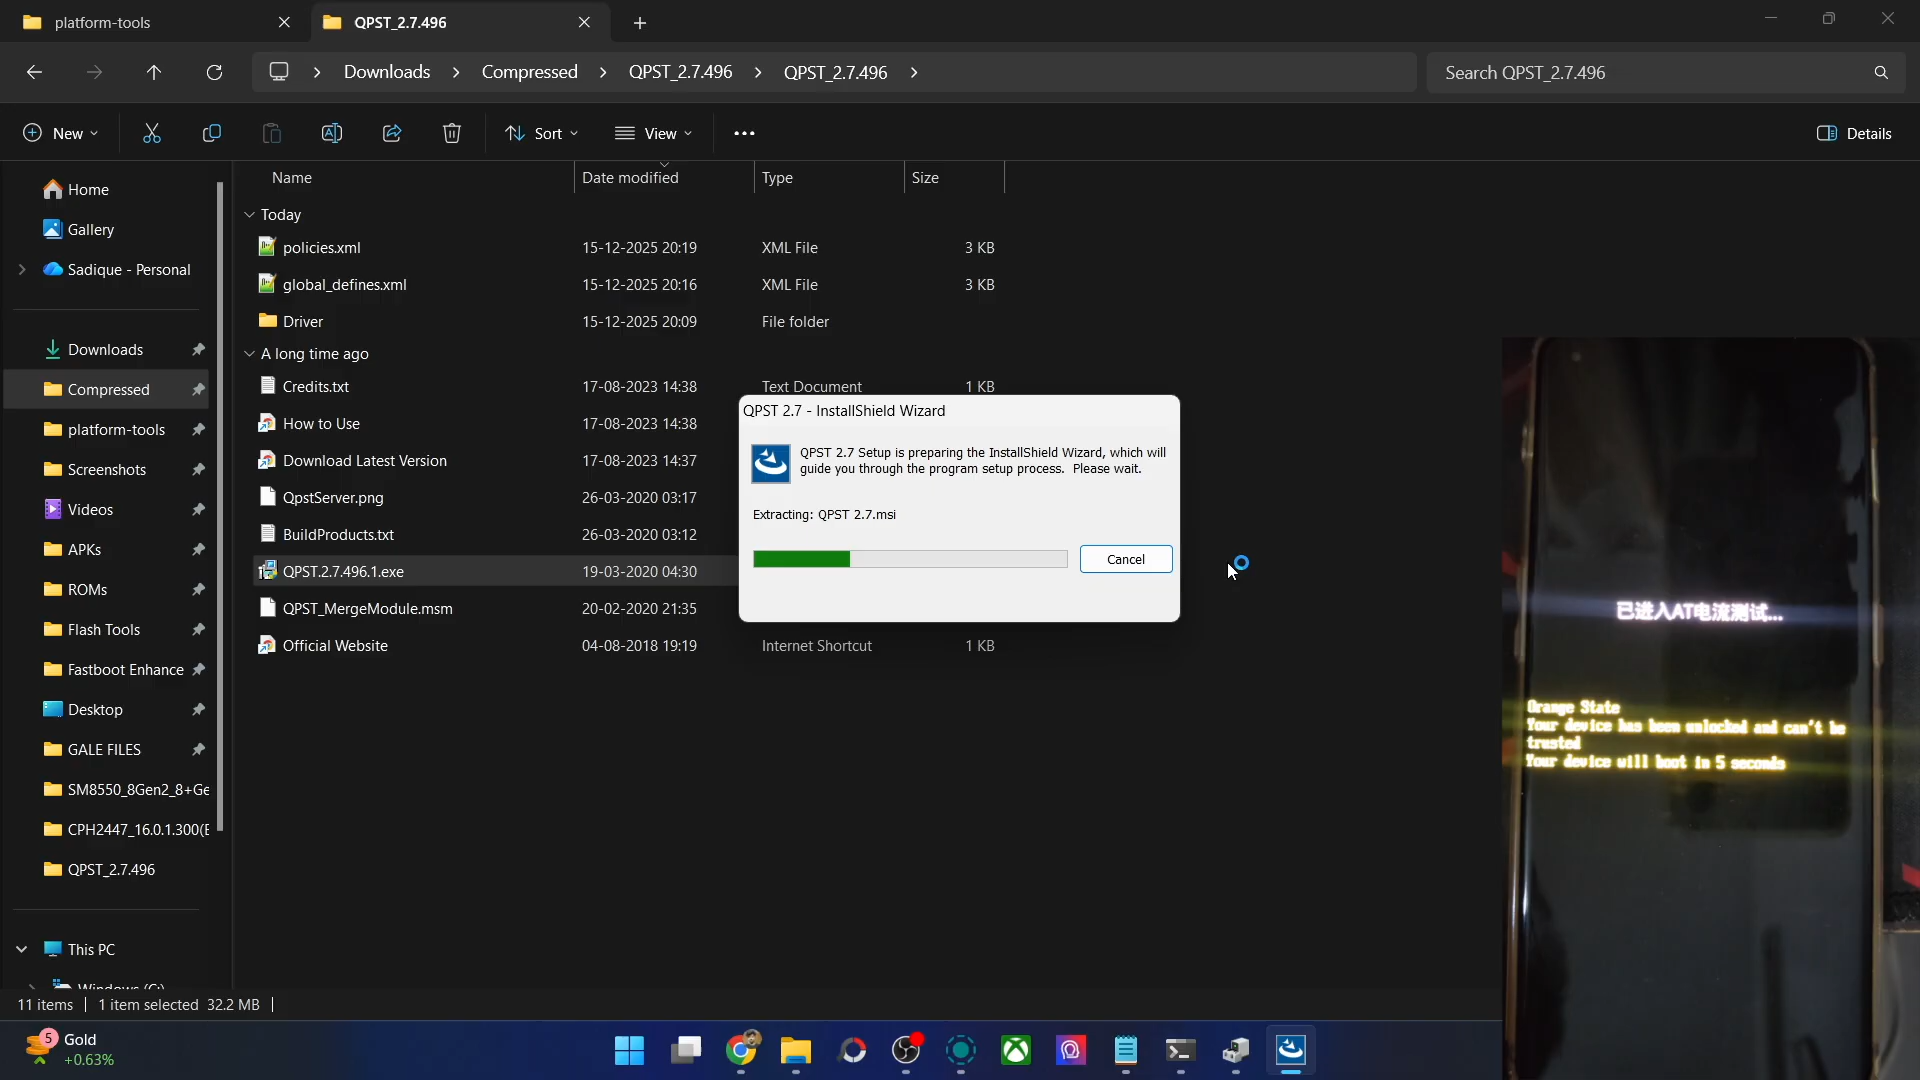 platform-tools
QPST_2.7.496
Downloads
Compressed
QPST_2.7.496
QPST_2.7.496
Search QPST_2.7.496
New
Sort
View
Details
Home
Gallery
Sadique - Personal
Downloads
Compressed
platform-tools
Screenshots
Videos
APKs
ROMs
Flash Tools
Fastboot Enhance
Desktop
GALE FILES
SM8550_8Gen2_8+Ge
CPH2447_16.0.1.300(E
QPST_2.7.496
This PC
Windows (C:)
Name Date modified Type Size
Today
policies.xml 15-12-2025 20:19 XML File 3 KB
global_defines.xml 15-12-2025 20:16 XML File 3 KB
Driver 15-12-2025 20:09 File folder
A long time ago
Credits.txt 17-08-2023 14:38 Text Document 1 KB
How to Use 17-08-2023 14:38
Download Latest Version 17-08-2023 14:37
QpstServer.png 26-03-2020 03:17
BuildProducts.txt 26-03-2020 03:12
QPST.2.7.496.1.exe 19-03-2020 04:30
QPST_MergeModule.msm 20-02-2020 21:35
Official Website 04-08-2018 19:19 Internet Shortcut 1 KB
QPST 2.7 - InstallShield Wizard
QPST 2.7 Setup is preparing the InstallShield Wizard, which will
guide you through the program setup process. Please wait.
Extracting: QPST 2.7.msi
Cancel
已进入AT电流测试...
Orange State
Your device has been unlocked and can't be
trusted
Your device will boot in 5 seconds
11 items
1 item selected 32.2 MB
5
Gold
+0.63%